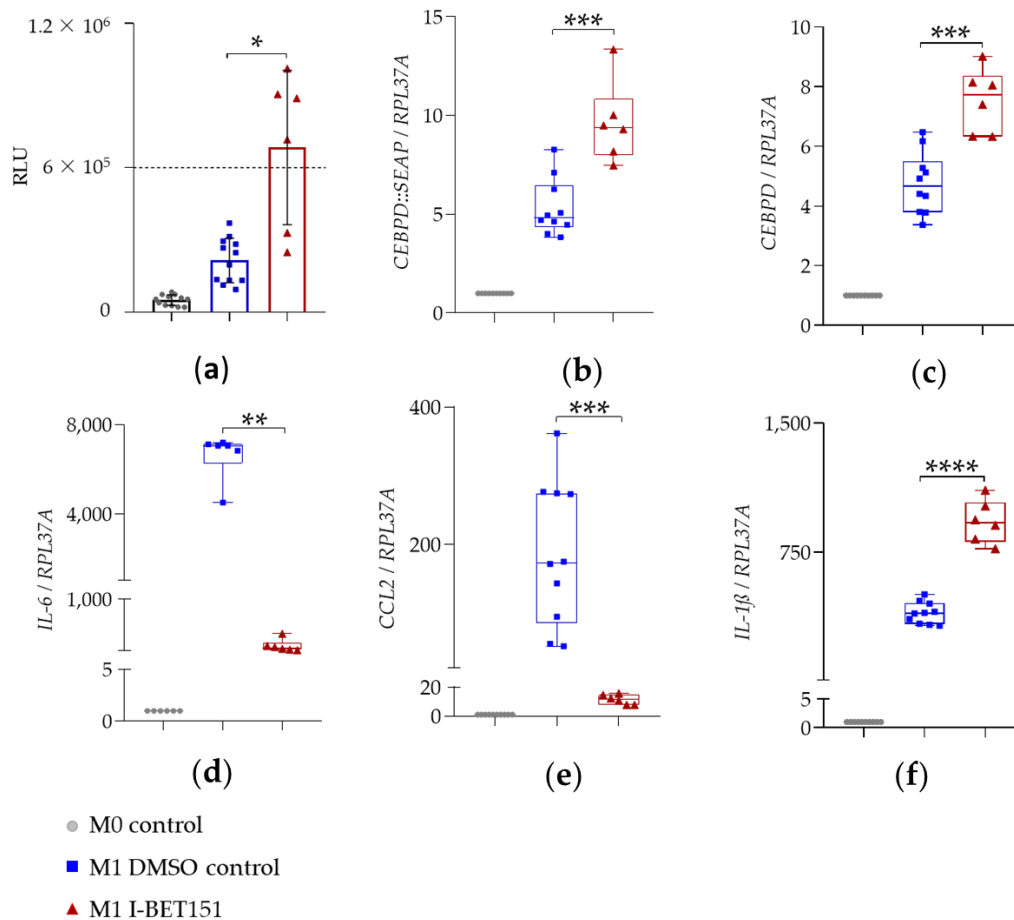 1.2 × 10⁶
6 × 10⁵
0
RLU
*
(a)
15
10
5
0
CEBPD::SEAP / RPL37A
***
(b)
10
8
6
4
2
0
CEBPD / RPL37A
***
(c)
8,000
4,000
1,000
5
0
IL-6 / RPL37A
**
(d)
400
200
20
0
CCL2 / RPL37A
***
(e)
1,500
750
5
0
IL-1ß / RPL37A
****
(f)
M0 control
M1 DMSO control
M1 I-BET151